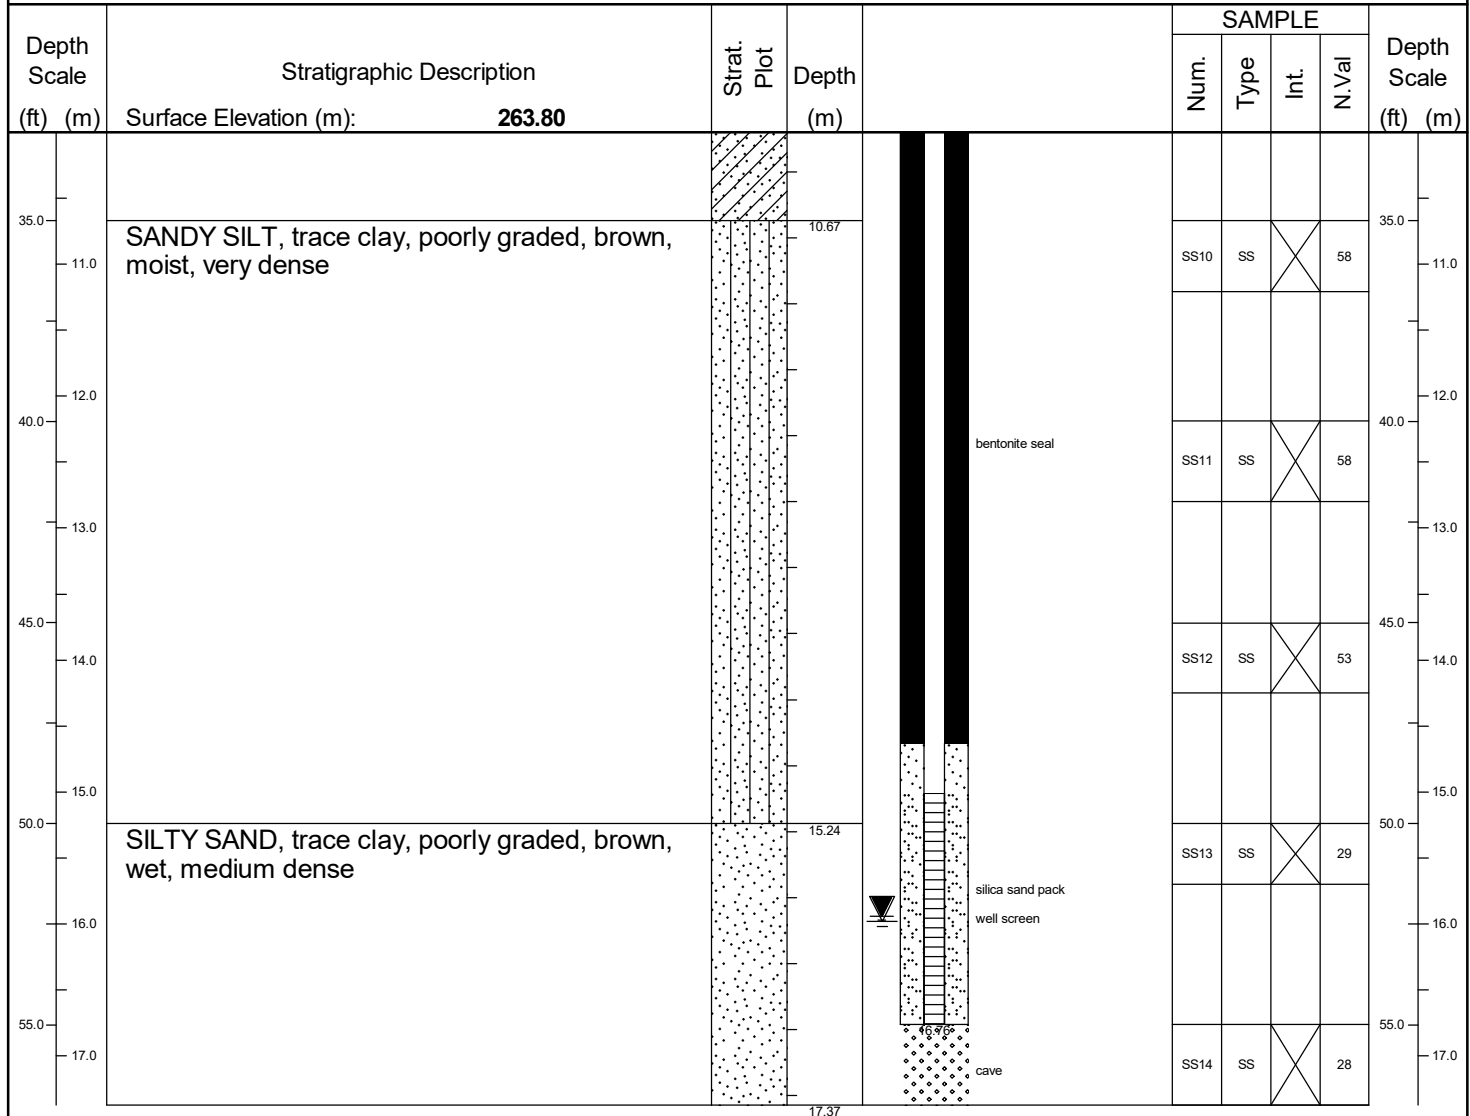 SAMPLE
Depth
Scale
(ft) (m)
Stratigraphic Description
Surface Elevation (m): 263.80
Strat.
Plot
Depth
(m)
Num.
Type
Int.
N.Val
Depth
Scale
(ft) (m)
35.0
10.67
35.0
SANDY SILT, trace clay, poorly graded, brown,
moist, very dense
SS10 SS 58
11.0
11.0
12.0
12.0
40.0
40.0
bentonite seal
SS11 SS 58
13.0
13.0
45.0
45.0
14.0
SS12 SS 53
14.0
15.0
15.0
50.0
15.24
50.0
SILTY SAND, trace clay, poorly graded, brown,
wet, medium dense
SS13 SS 29
silica sand pack
well screen
16.0
16.0
55.0
16.76
55.0
17.0
17.0
cave
SS14 SS 28
17.37